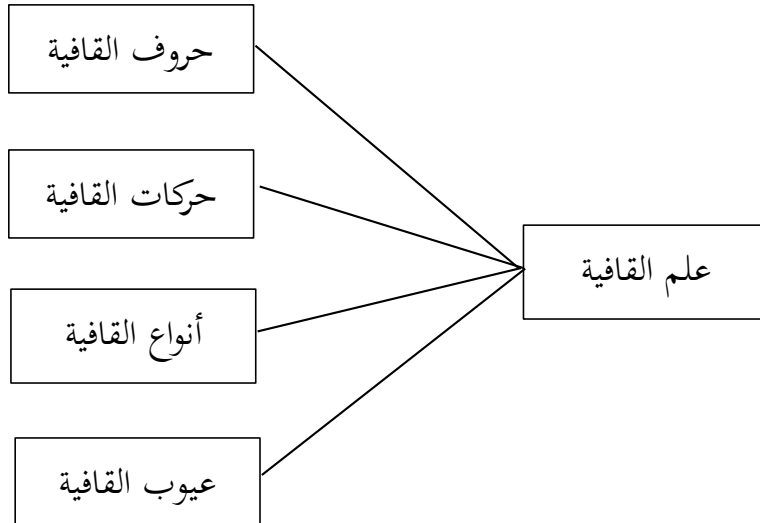 علم القافية
حروف القافية
حركات القافية
أنواع القافية
عيوب القافية